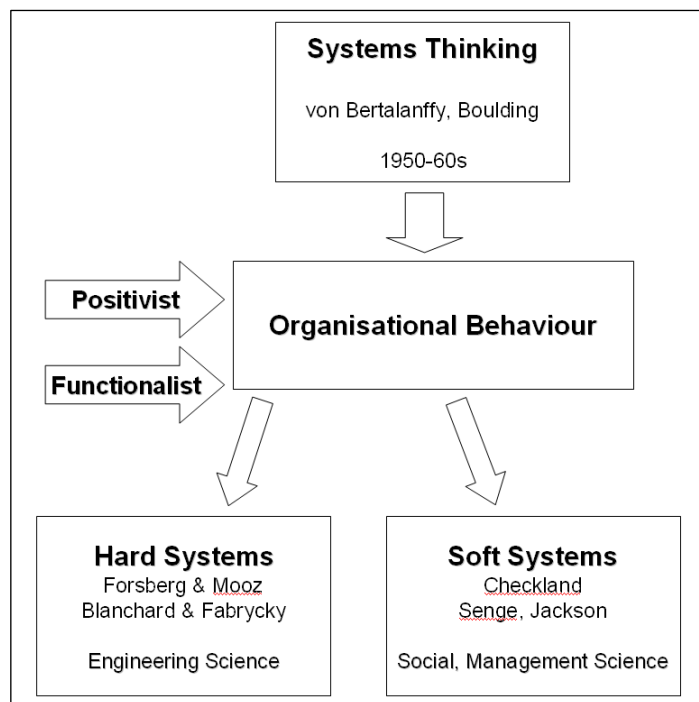 Systems Thinking
von Bertalanffy, Boulding
1950-60s
Positivist
Organisational Behaviour
Functionalist
Hard Systems
Forsberg & Mooz
Blanchard & Fabrycky
Engineering Science
Soft Systems
Checkland
Senge, Jackson
Social, Management Science